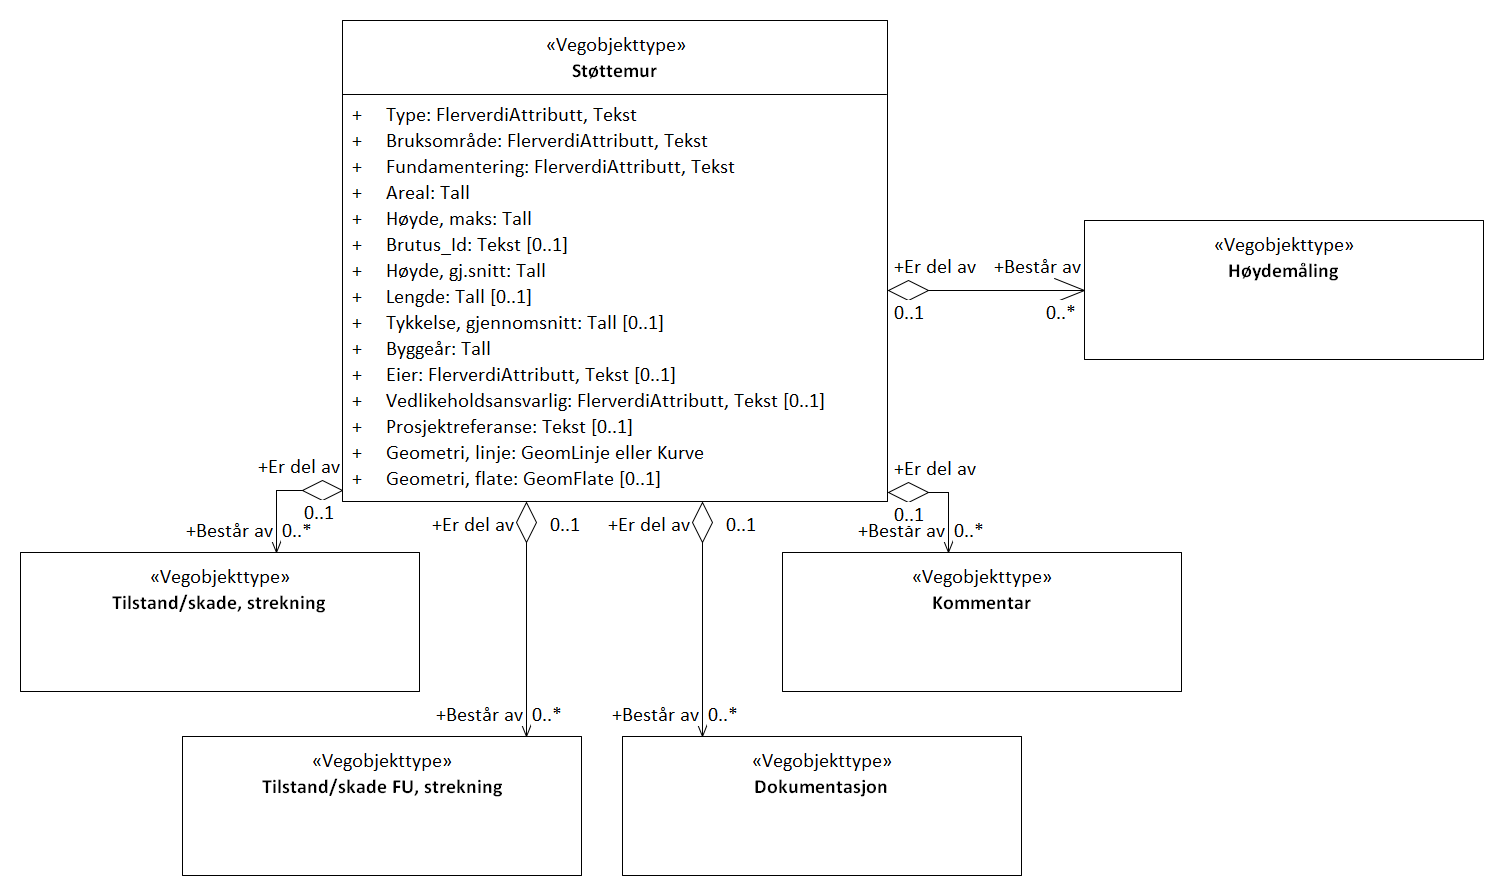 «Vegobjekttype»
Støttemur
+ Type: FlerverdiAttributt, Tekst
+ Bruksområde: FlerverdiAttributt, Tekst
+ Fundamentering: FlerverdiAttributt, Tekst
+ Areal: Tall
+ Høyde, maks: Tall
+ Brutus_Id: Tekst [0..1]
+ Høyde, gj.snitt: Tall
+ Lengde: Tall [0..1]
+ Tykkelse, gjennomsnitt: Tall [0..1]
+ Byggeår: Tall
+ Eier: FlerverdiAttributt, Tekst [0..1]
+ Vedlikeholdsansvarlig: FlerverdiAttributt, Tekst [0..1]
+ Prosjektreferanse: Tekst [0..1]
+ Geometri, linje: GeomLinje eller Kurve
+ Geometri, flate: GeomFlate [0..1]
+Er del av +Består av
0..1 0..*
«Vegobjekttype»
Høydemåling
+Er del av
0..1
+Består av 0..*
«Vegobjekttype»
Tilstand/skade, strekning
+Er del av 0..1
+Består av 0..*
«Vegobjekttype»
Tilstand/skade FU, strekning
+Er del av 0..1
+Består av 0..*
«Vegobjekttype»
Dokumentasjon
+Er del av
0..1
+Består av 0..*
«Vegobjekttype»
Kommentar